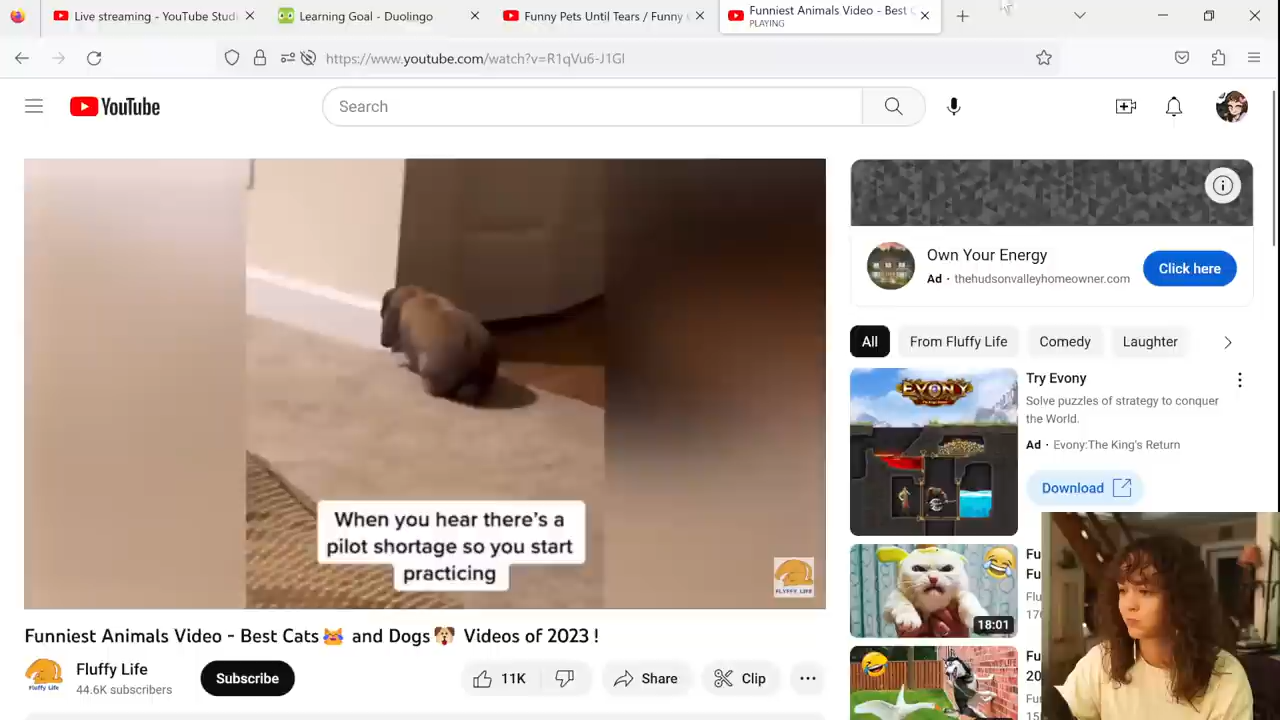 Live streaming - YouTube Stud
Learning Goal - Duolingo
Funny Pets Until Tears / Funny
Funniest Animals Video - Best C
PLAYING
https://www.youtube.com/watch?v=R1qVu6-J1GI
YouTube
Search
When you hear there's a
pilot shortage so you start
practicing
FLYFFY LIFE
Own Your Energy
Ad · thehudsonvalleyhomeowner.com
Click here
All
From Fluffy Life
Comedy
Laughter
EVONY
Try Evony
Solve puzzles of strategy to conquer
the World.
Ad · Evony:The King's Return
Download
18:01
Funniest Animals Video - Best Cats😹 and Dogs🐶 Videos of 2023 !
Fluffy Life
44.6K subscribers
Subscribe
11K
Share
Clip